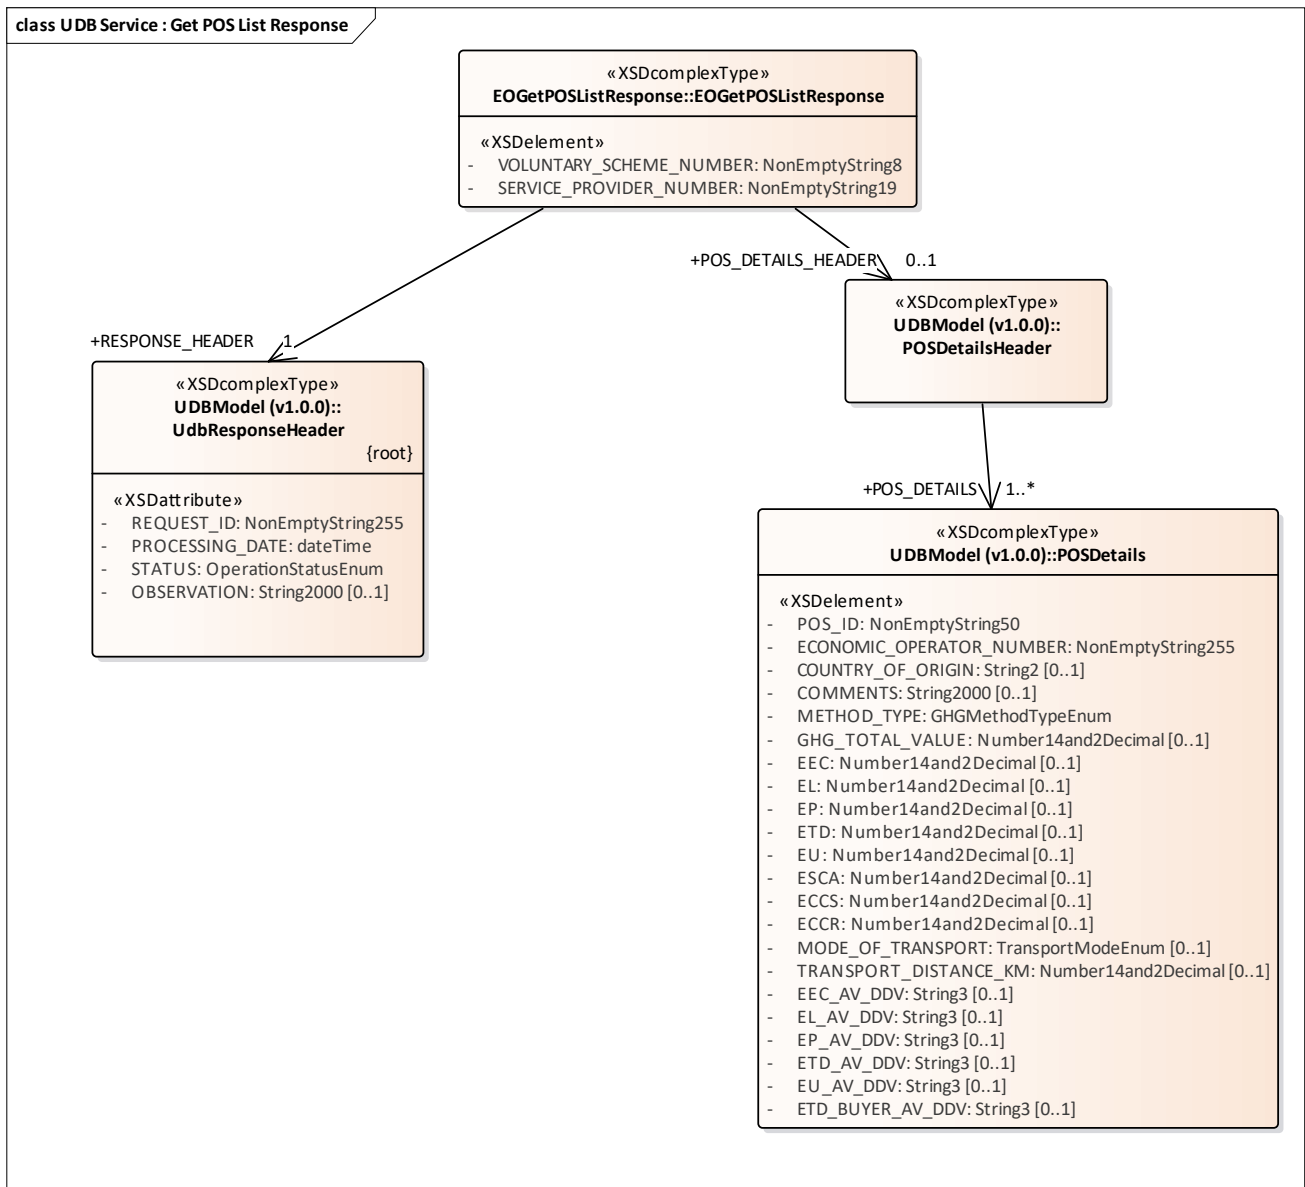 class UDB Service : Get POS List Response
«XSDcomplexType»
EOGetPOSListResponse::EOGetPOSListResponse
«XSDelement»
- VOLUNTARY_SCHEME_NUMBER: NonEmptyString8
- SERVICE_PROVIDER_NUMBER: NonEmptyString19
+POS_DETAILS_HEADER 0..1
«XSDcomplexType»
UDBModel (v1.0.0)::
POSDetailsHeader
+RESPONSE_HEADER 1
«XSDcomplexType»
UDBModel (v1.0.0)::
UdbResponseHeader
{root}
«XSDattribute»
- REQUEST_ID: NonEmptyString255
- PROCESSING_DATE: dateTime
- STATUS: OperationStatusEnum
- OBSERVATION: String2000 [0..1]
+POS_DETAILS 1..*
«XSDcomplexType»
UDBModel (v1.0.0)::POSDetails
«XSDelement»
- POS_ID: NonEmptyString50
- ECONOMIC_OPERATOR_NUMBER: NonEmptyString255
- COUNTRY_OF_ORIGIN: String2 [0..1]
- COMMENTS: String2000 [0..1]
- METHOD_TYPE: GHGMethodTypeEnum
- GHG_TOTAL_VALUE: Number14and2Decimal [0..1]
- EEC: Number14and2Decimal [0..1]
- EL: Number14and2Decimal [0..1]
- EP: Number14and2Decimal [0..1]
- ETD: Number14and2Decimal [0..1]
- EU: Number14and2Decimal [0..1]
- ESCA: Number14and2Decimal [0..1]
- ECCS: Number14and2Decimal [0..1]
- ECCR: Number14and2Decimal [0..1]
- MODE_OF_TRANSPORT: TransportModeEnum [0..1]
- TRANSPORT_DISTANCE_KM: Number14and2Decimal [0..1]
- EEC_AV_DDV: String3 [0..1]
- EL_AV_DDV: String3 [0..1]
- EP_AV_DDV: String3 [0..1]
- ETD_AV_DDV: String3 [0..1]
- EU_AV_DDV: String3 [0..1]
- ETD_BUYER_AV_DDV: String3 [0..1]